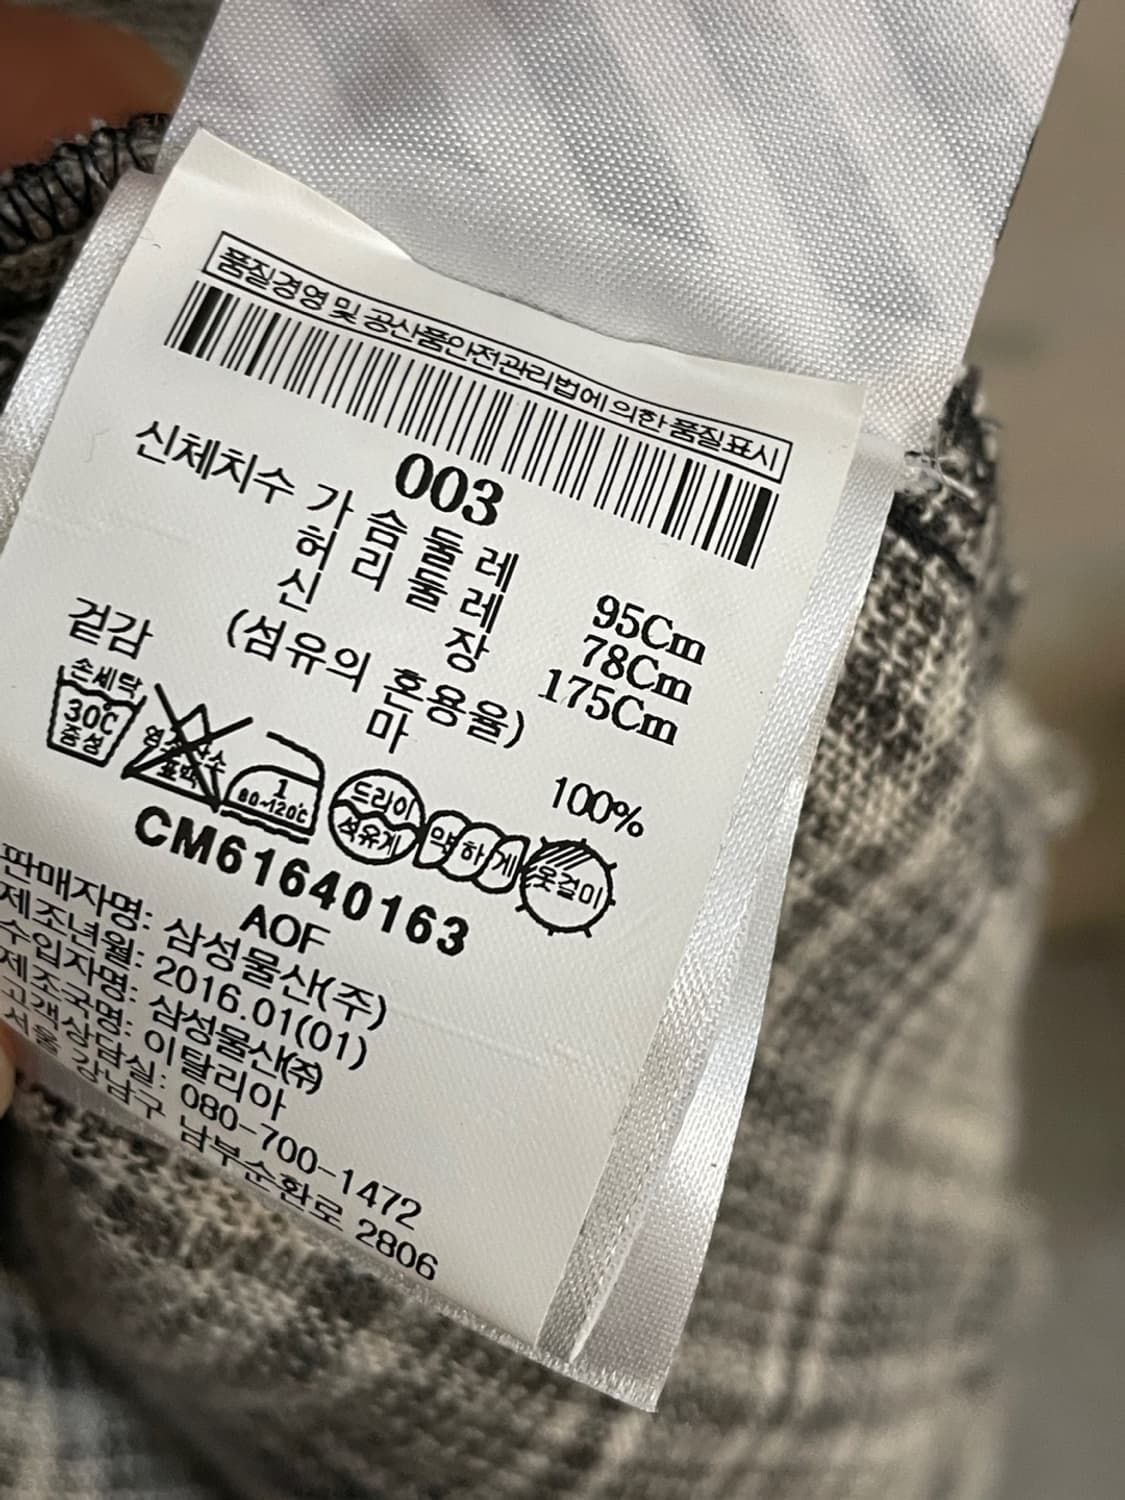 품질경영 및 공산품안전관리법에 의한 품질표시
003
신체치수 가슴둘레 95Cm
허리둘레 78Cm
신장 175Cm
(섬유의 혼용율)
겉감 마 100%
손세탁 30℃ 중성
염소산소 표백
1 80~120℃
드라이 석유계
약하게
옷걸이
CM61640163
AOF
판매자명: 삼성물산(주)
제조년월: 2016.01(01)
수입자명: 삼성물산(주)
제조국명: 이탈리아
고객상담실: 080-700-1472
서울 강남구 남부순환로 2806